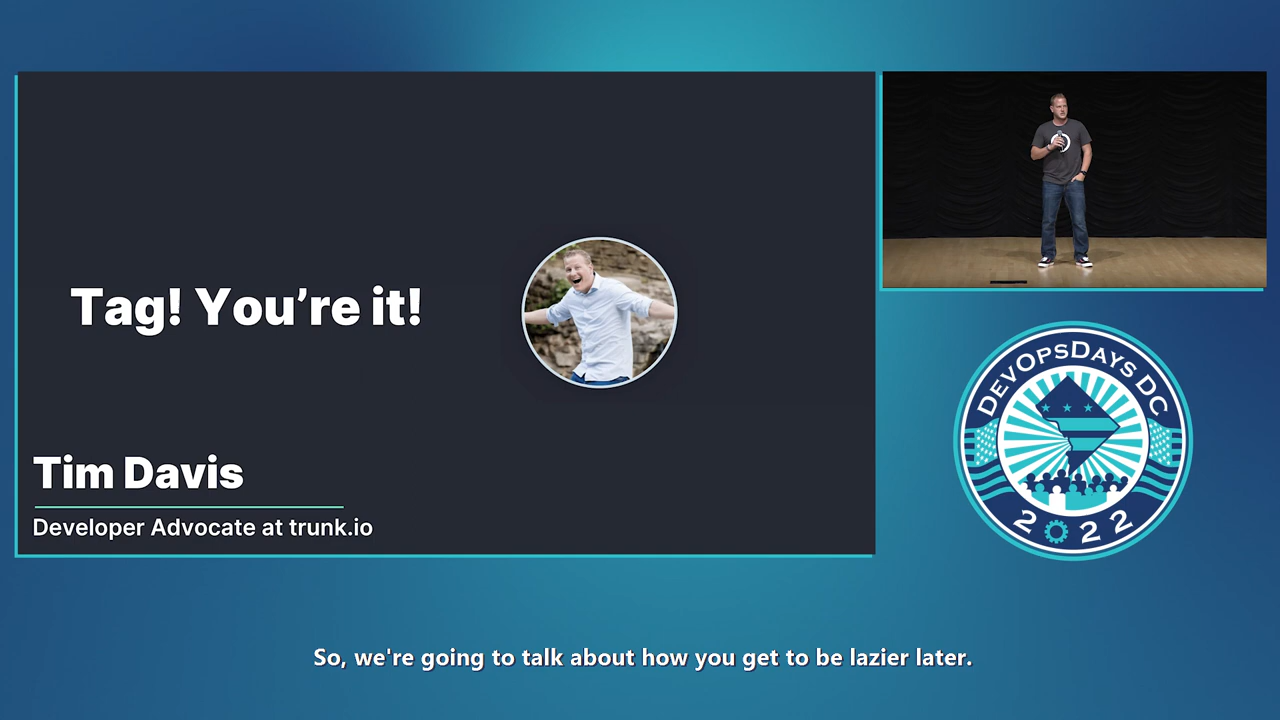 Tag! You're it!
Tim Davis
Developer Advocate at trunk.io
DEVOPSDAYS DC
2022
So, we're going to talk about how you get to be lazier later.